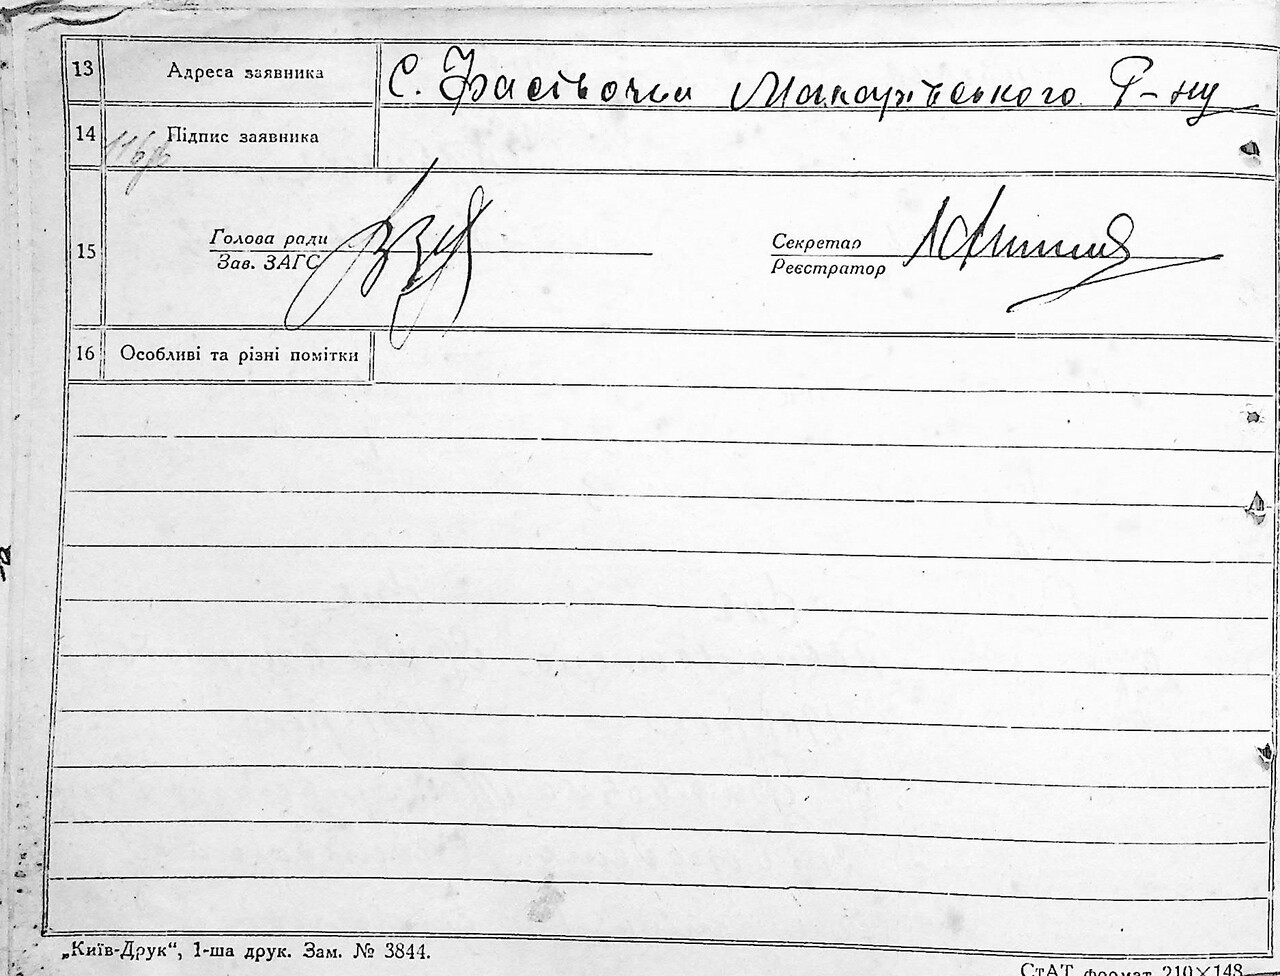 13 Адреса заявника С. Фастівочки Макарівського Р-ну
14 Підпис заявника
15 Голова ради
Зав. ЗАГС
Секретар
Реєстратор
16 Особливі та різні помітки
„Київ-Друк“, 1-ша друк. Зам. № 3844.
СтАТ формат 210×148